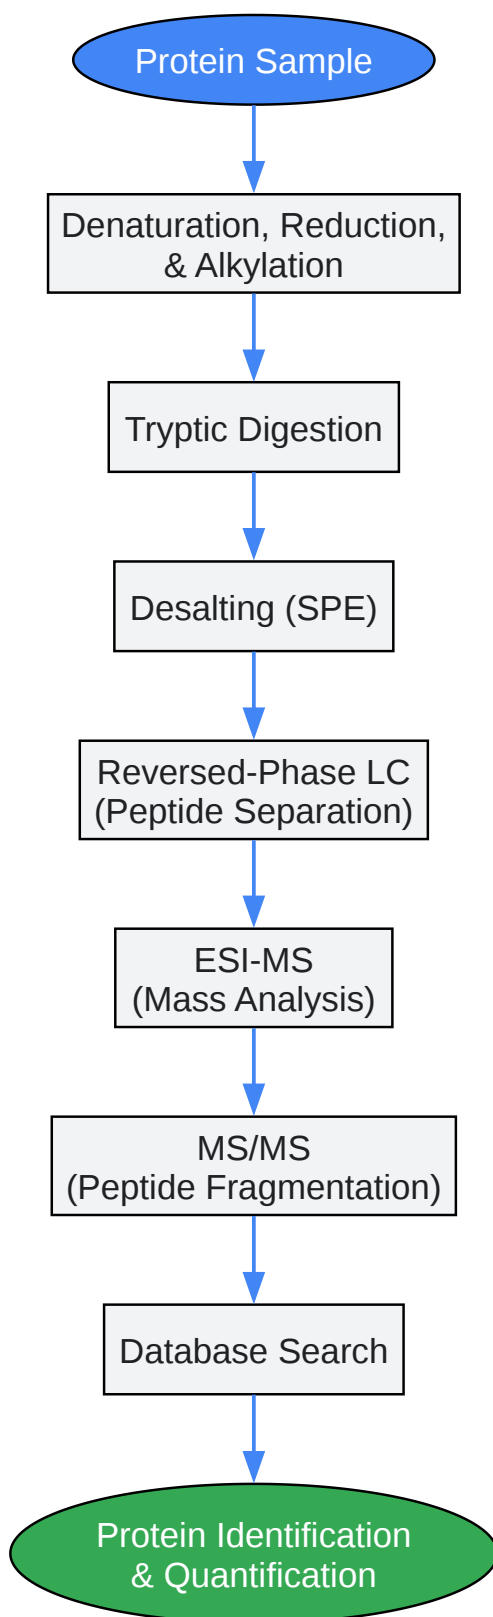 Protein Sample
Denaturation, Reduction,
& Alkylation
Tryptic Digestion
Desalting (SPE)
Reversed-Phase LC
(Peptide Separation)
ESI-MS
(Mass Analysis)
MS/MS
(Peptide Fragmentation)
Database Search
Protein Identification
& Quantification